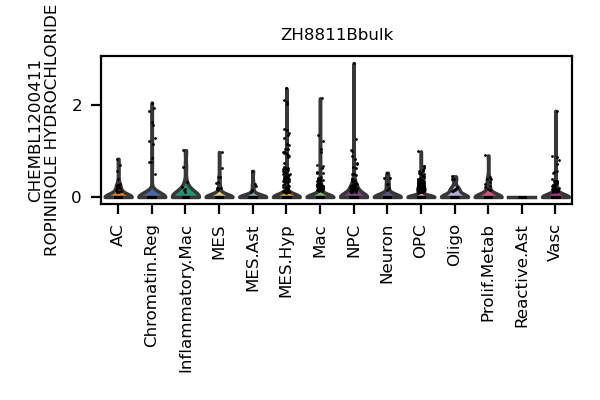 ZH8811Bbulk
CHEMBL1200411
ROPINIROLE HYDROCHLORIDE
2
0
AC
Chromatin.Reg
Inflammatory.Mac
MES
MES.Ast
MES.Hyp
Mac
NPC
Neuron
OPC
Oligo
Prolif.Metab
Reactive.Ast
Vasc